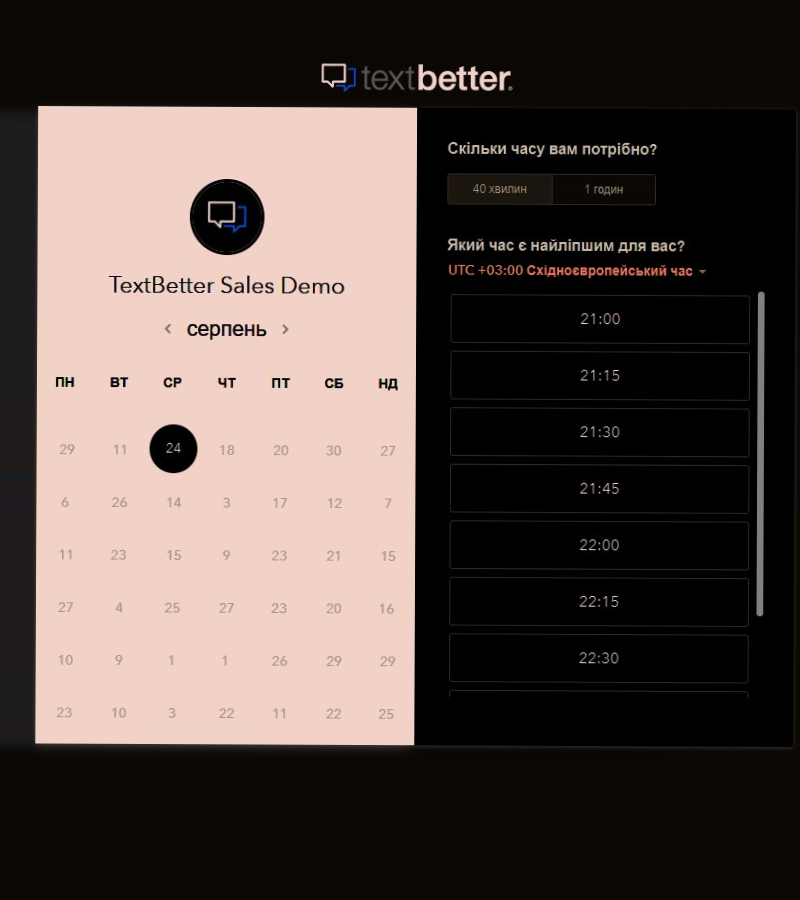 textbetter.
TextBetter Sales Demo
серпень
ПН ВТ СР ЧТ ПТ СБ НД
29 11 24 18 20 30 27
6 26 14 3 17 12 7
11 23 15 9 23 21 15
27 4 25 27 23 20 16
10 9 1 1 26 29 29
23 10 3 22 11 22 25
Скільки часу вам потрібно?
40 хвилин 1 годин
Який час є найліпшим для вас?
UTC +03:00 Східноєвропейський час
21:00
21:15
21:30
21:45
22:00
22:15
22:30